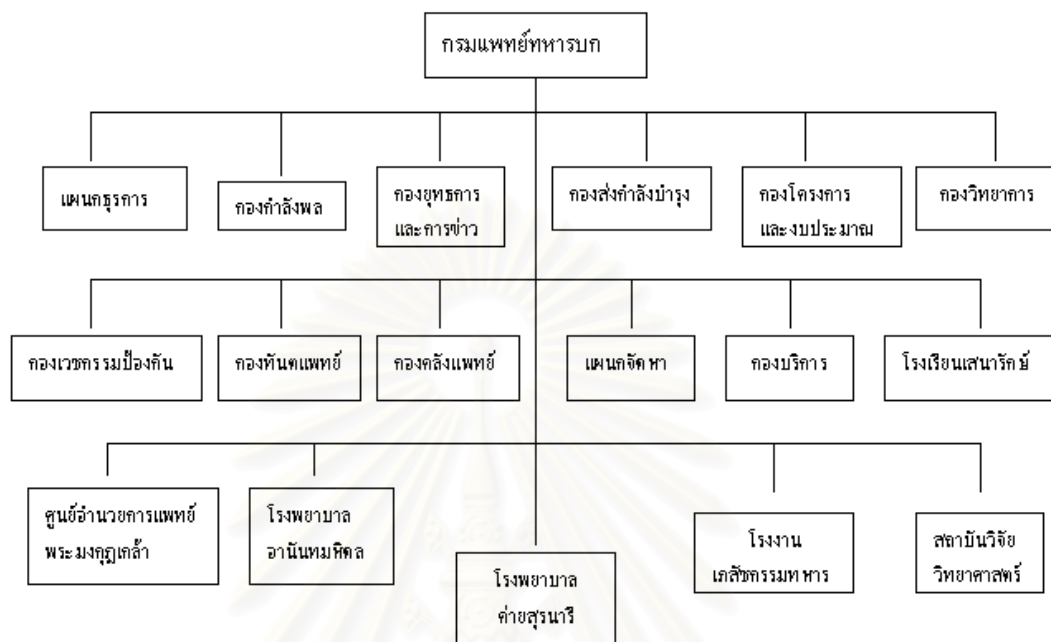 กรมแพทย์ทหารบก
แผนกธุรการ
กองกำลังพล
กองยุทธการ
และการข่าว
กองส่งกำลังบำรุง
กองโครงการ
และงบประมาณ
กองวิทยาการ
กองเวชกรรมป้องกัน
กองทันตแพทย์
กองคลังแพทย์
แผนกจัดหา
กองบริการ
โรงเรียนเสนารักษ์
ศูนย์อำนวยการแพทย์
พระมงกุฎเกล้า
โรงพยาบาล
อานันทมหิดล
โรงพยาบาล
ค่ายสุรนารี
โรงงาน
เภสัชกรรมทหาร
สถาบันวิจัย
วิทยาศาสตร์